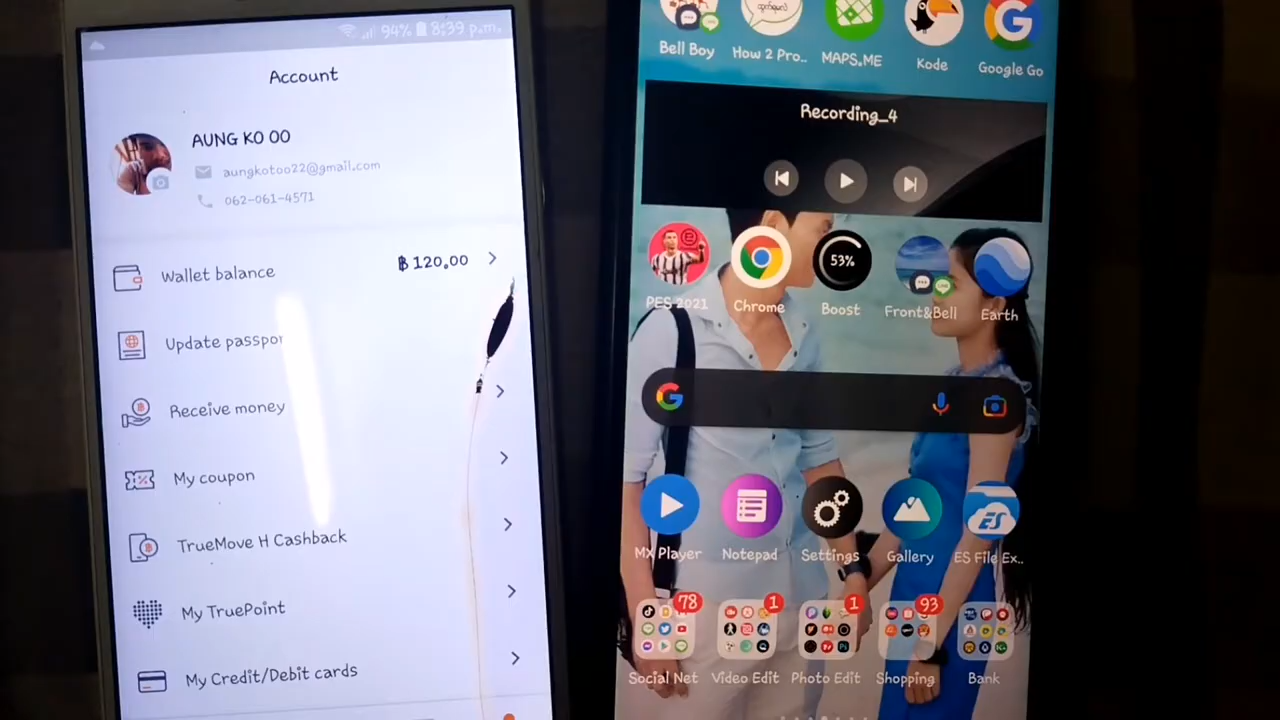 94% 8:39 p.m.
Account
AUNG KO OO
aungkotoo22@gmail.com
062-061-4571
Wallet balance
฿ 120.00
Update passpor
Receive money
My coupon
TrueMove H Cashback
My TruePoint
My Credit/Debit cards
Bell Boy
How 2 Pro..
MAPS.ME
Kode
Google Go
Recording_4
53%
PES 2021
Chrome
Boost
Front&Bell
Earth
ES
MX Player
Notepad
Settings
Gallery
ES File Ex..
78
1
1
93
Social Net
Video Edit
Photo Edit
Shopping
Bank